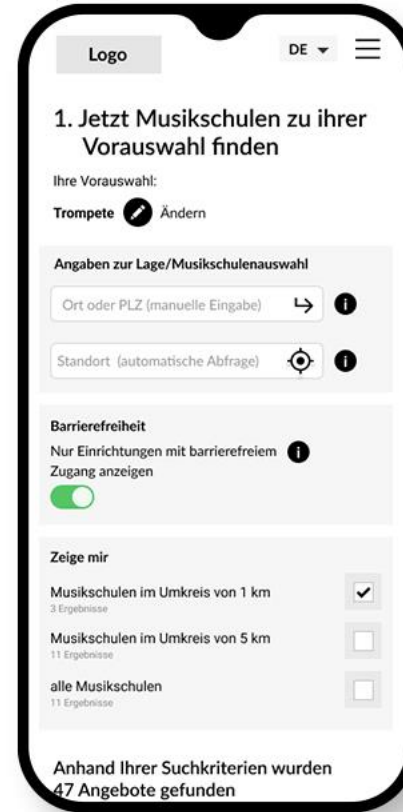 Logo
DE
1. Jetzt Musikschulen zu ihrer
Vorauswahl finden
Ihre Vorauswahl:
Trompete Ändern
Angaben zur Lage/Musikschulenauswahl
Ort oder PLZ (manuelle Eingabe)
Standort (automatische Abfrage)
Barrierefreiheit
Nur Einrichtungen mit barrierefreiem
Zugang anzeigen
Zeige mir
Musikschulen im Umkreis von 1 km
3 Ergebnisse
Musikschulen im Umkreis von 5 km
11 Ergebnisse
alle Musikschulen
11 Ergebnisse
Anhand Ihrer Suchkriterien wurden
47 Angebote gefunden